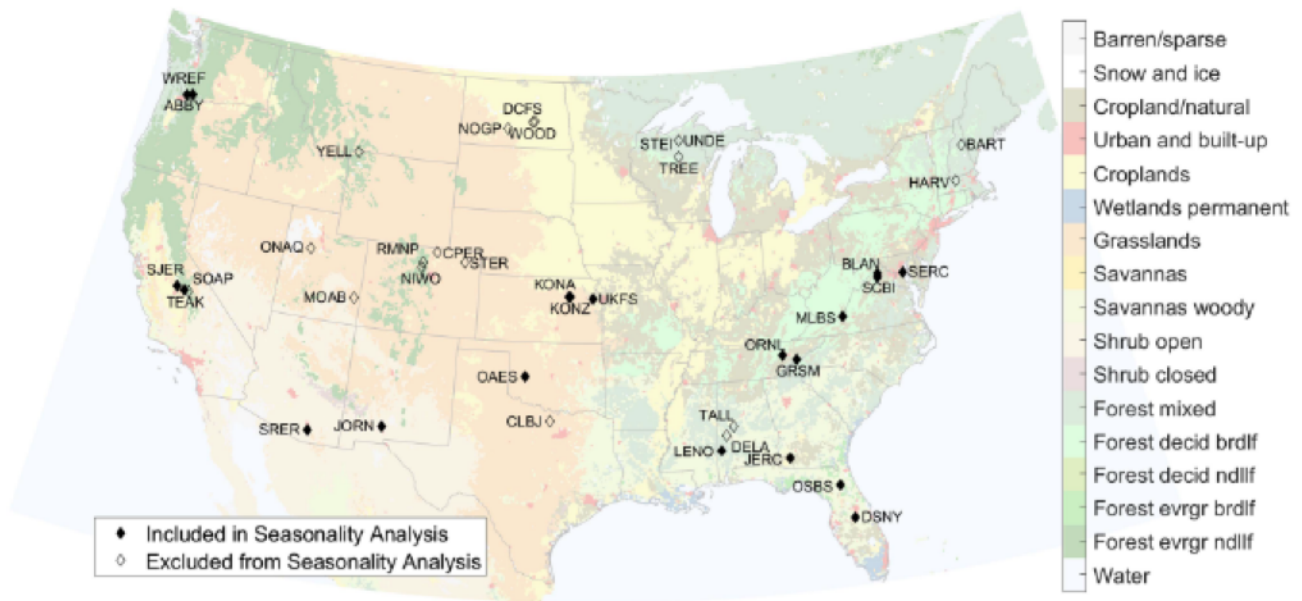 WREF
ABBY
DCFS
NOGP
WOOD
STEI
UNDE
TREE
BART
YELL
HARV
ONAQ
RMNP
CPER
STER
NIWO
BLAN
SERC
SCBI
SJER
SOAP
TEAK
MOAB
KONA
KONZ
UKFS
MLBS
ORNL
GRSM
OAES
CLBJ
TALL
DELA
LENO
JERC
SRER
JORN
OSBS
DSNY
Included in Seasonality Analysis
Excluded from Seasonality Analysis
Barren/sparse
Snow and ice
Cropland/natural
Urban and built-up
Croplands
Wetlands permanent
Grasslands
Savannas
Savannas woody
Shrub open
Shrub closed
Forest mixed
Forest decid brdlf
Forest decid ndllf
Forest evrgr brdlf
Forest evrgr ndllf
Water